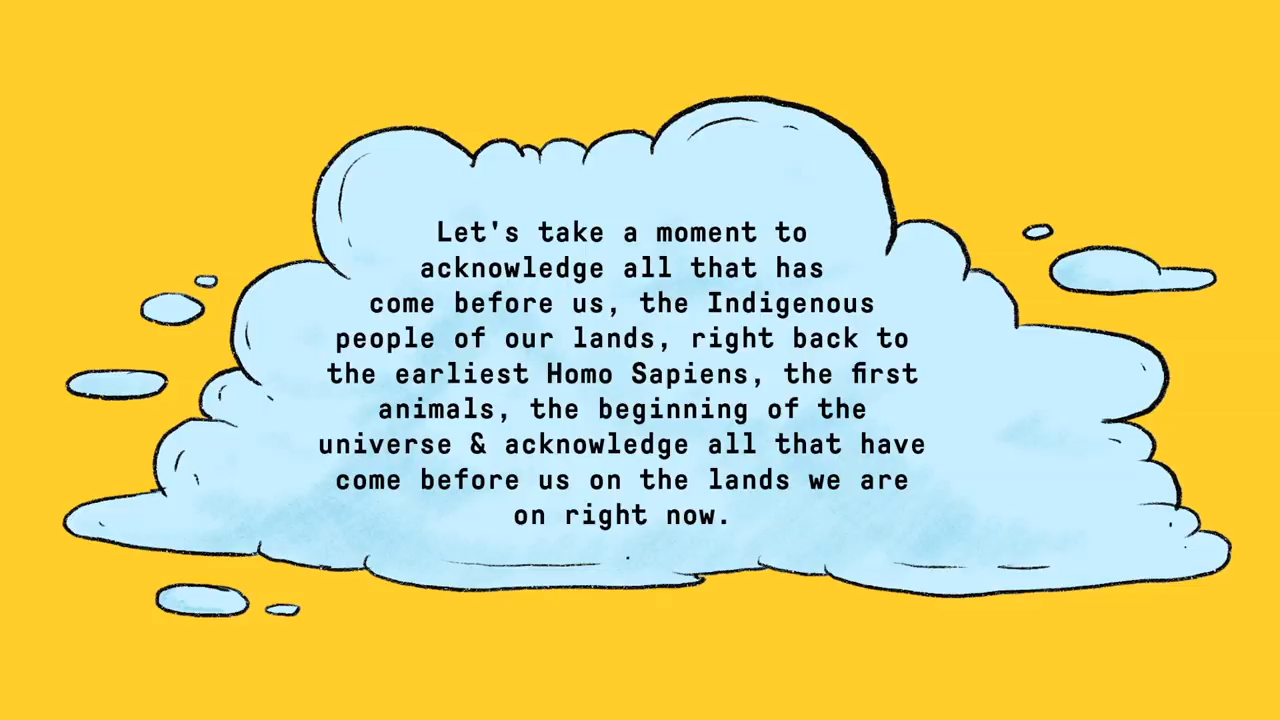 Let's take a moment to
acknowledge all that has
come before us, the Indigenous
people of our lands, right back to
the earliest Homo Sapiens, the first
animals, the beginning of the
universe & acknowledge all that have
come before us on the lands we are
on right now.